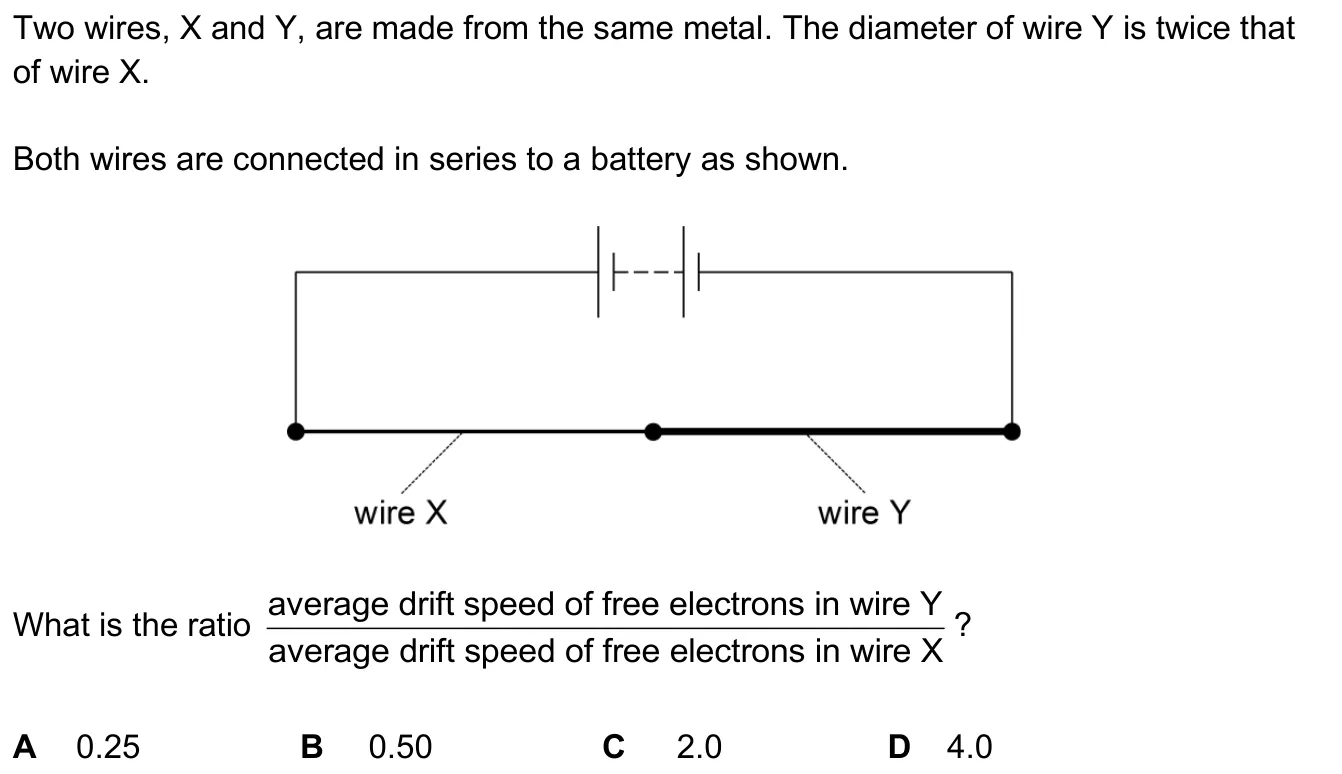 Two wires, X and Y, are made from the same metal. The diameter of wire Y is twice that
of wire X.
Both wires are connected in series to a battery as shown.
wire X
wire Y
What is the ratio average drift speed of free electrons in wire Y
average drift speed of free electrons in wire X ?
A 0.25 B 0.50 C 2.0 D 4.0